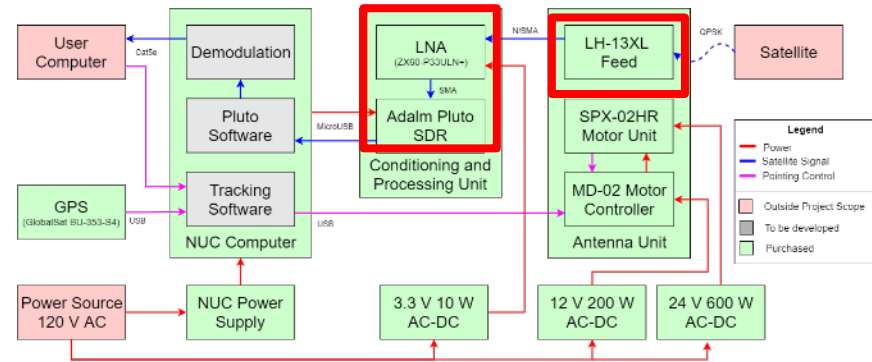 User
Computer
Cat5e
Demodulation
Pluto
Software
MicroUSB
Tracking
Software
NUC Computer
GPS
(GlobalSat BU-353-S4)
USB
USB
LNA
(ZX60-P33ULN+)
SMA
Adalm Pluto
SDR
Conditioning and
Processing Unit
N/SMA
LH-13XL
Feed
QPSK
Satellite
SPX-02HR
Motor Unit
MD-02 Motor
Controller
Antenna Unit
Legend
Power
Satellite Signal
Pointing Control
Outside Project Scope
To be developed
Purchased
Power Source
120 V AC
NUC Power
Supply
3.3 V 10 W
AC-DC
12 V 200 W
AC-DC
24 V 600 W
AC-DC